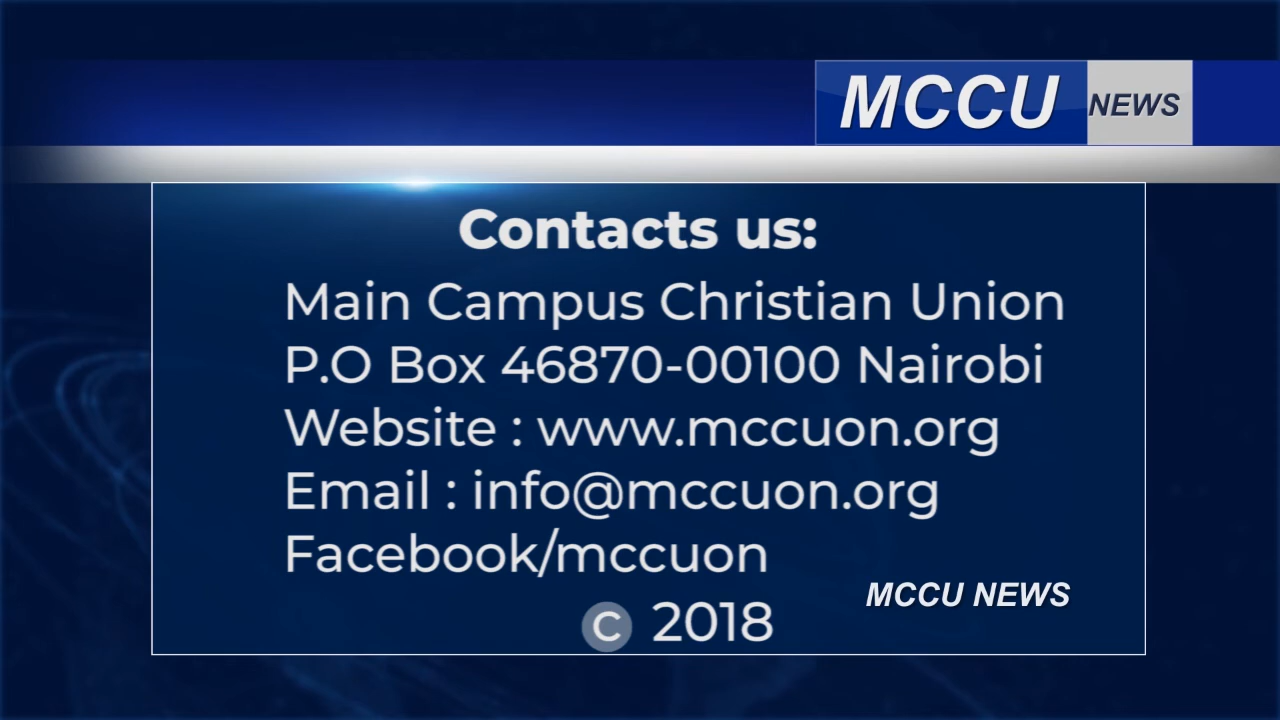 MCCU NEWS
Contacts us:
Main Campus Christian Union
P.O Box 46870-00100 Nairobi
Website : www.mccuon.org
Email : info@mccuon.org
Facebook/mccuon
MCCU NEWS
© 2018